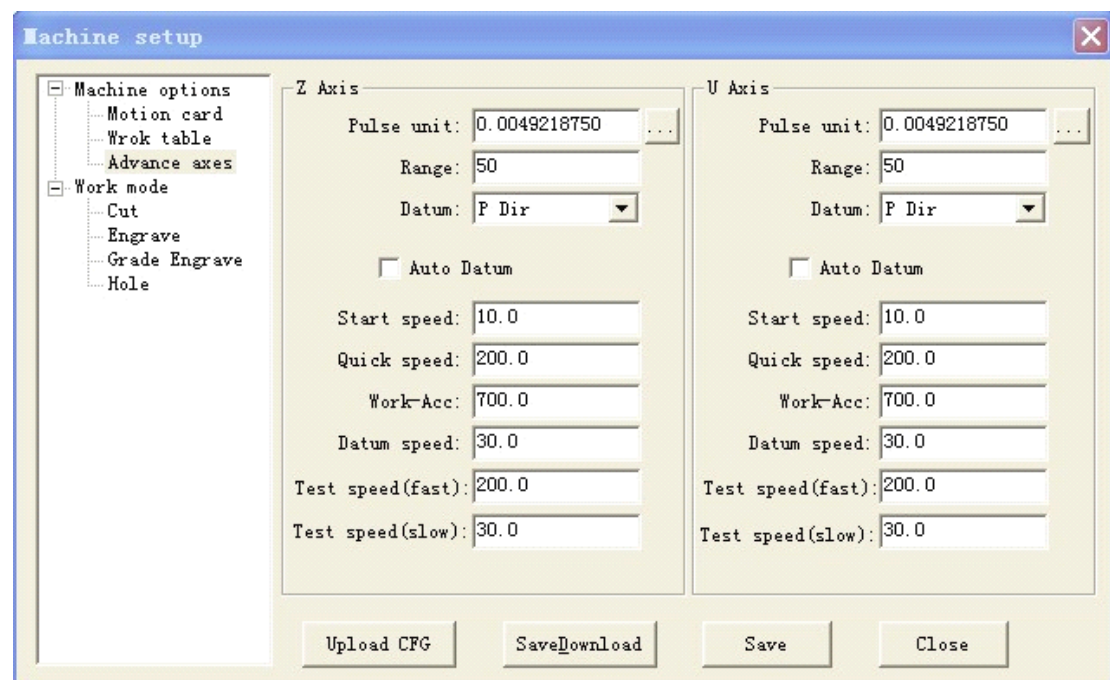 Machine setup
Machine options
Motion card
Wrok table
Advance axes
Work mode
Cut
Engrave
Grade Engrave
Hole
Z Axis
Pulse unit: 0.0049218750 ...
Range: 50
Datum: P Dir
Auto Datum
Start speed: 10.0
Quick speed: 200.0
Work-Acc: 700.0
Datum speed: 30.0
Test speed(fast): 200.0
Test speed(slow): 30.0
U Axis
Pulse unit: 0.0049218750 ...
Range: 50
Datum: P Dir
Auto Datum
Start speed: 10.0
Quick speed: 200.0
Work-Acc: 700.0
Datum speed: 30.0
Test speed(fast): 200.0
Test speed(slow): 30.0
Upload CFG
SaveDownload
Save
Close